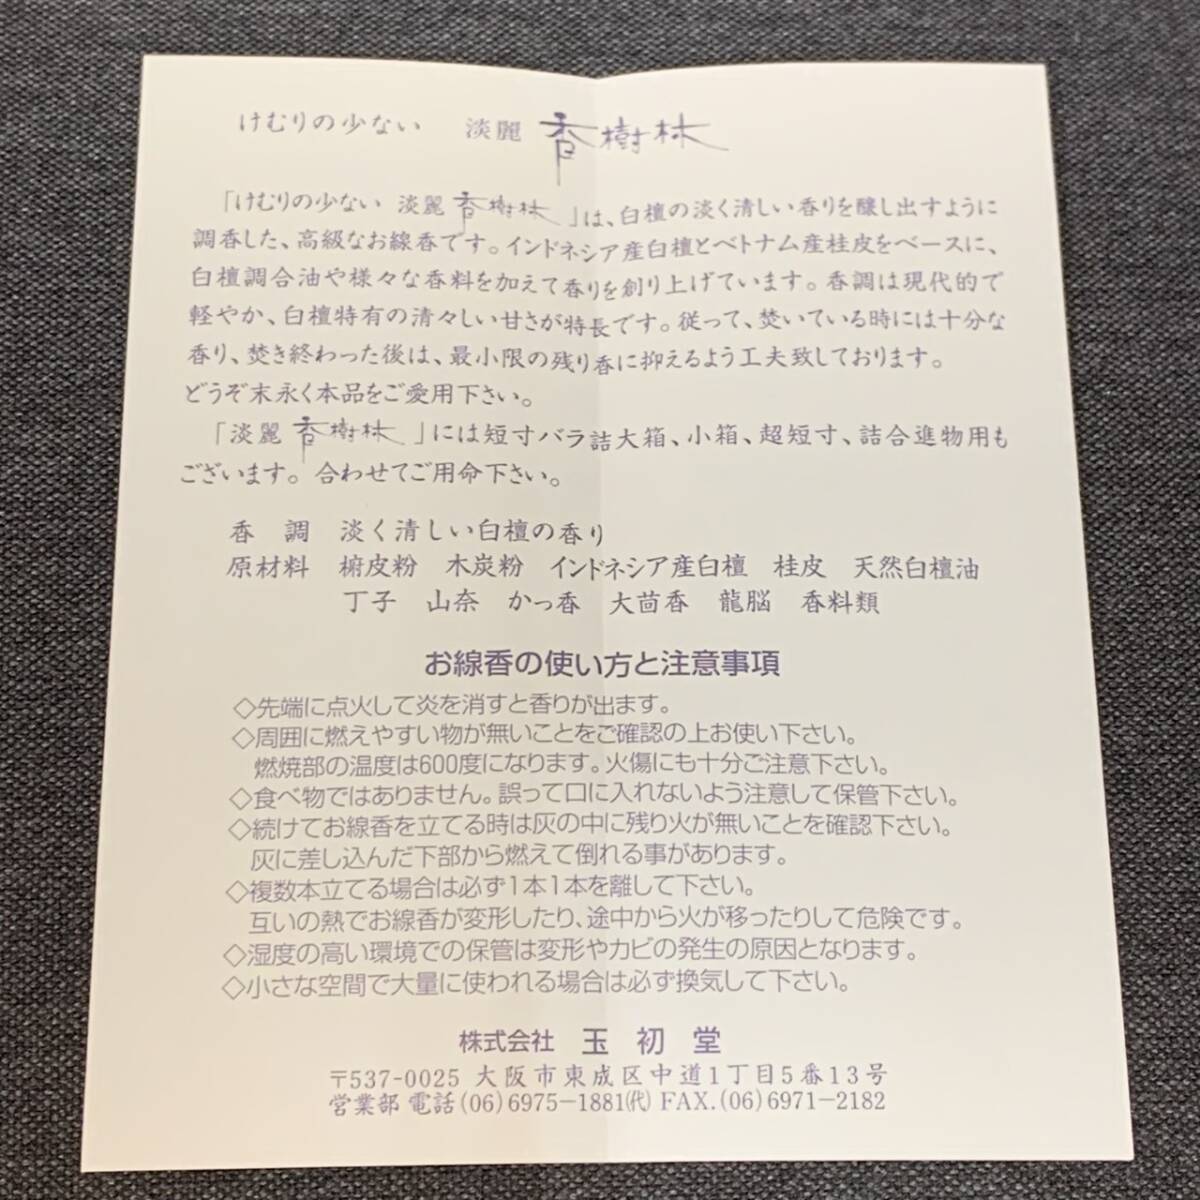 けむりの少ない 淡麗 香樹林
「けむりの少ない 淡麗 香樹林」は、白檀の淡く清しい香りを醸し出すように
調香した、高級なお線香です。インドネシア産白檀とベトナム産桂皮をベースに、
白檀調合油や様々な香料を加えて香りを創り上げています。香調は現代的で
軽やか、白檀特有の清々しい甘さが特長です。従って、焚いている時には十分な
香り、焚き終わった後は、最小限の残り香に抑えるよう工夫致しております。
どうぞ末永く本品をご愛用下さい。
「淡麗 香樹林」には短寸バラ詰大箱、小箱、超短寸、詰合進物用も
ございます。合わせてご用命下さい。
香 調 淡く清しい白檀の香り
原材料 椨皮粉 木炭粉 インドネシア産白檀 桂皮 天然白檀油
丁子 山奈 かっ香 大茴香 龍脳 香料類
お線香の使い方と注意事項
◇先端に点火して炎を消すと香りが出ます。
◇周囲に燃えやすい物が無いことをご確認の上お使い下さい。
燃焼部の温度は600度になります。火傷にも十分ご注意下さい。
◇食べ物ではありません。誤って口に入れないよう注意して保管下さい。
◇続けてお線香を立てる時は灰の中に残り火が無いことを確認下さい。
灰に差し込んだ下部から燃えて倒れる事があります。
◇複数本立てる場合は必ず1本1本を離して下さい。
互いの熱でお線香が変形したり、途中から火が移ったりして危険です。
◇湿度の高い環境での保管は変形やカビの発生の原因となります。
◇小さな空間で大量に使われる場合は必ず換気して下さい。
株式会社 玉初堂
〒537-0025 大阪市東成区中道1丁目5番13号
営業部 電話(06)6975-1881㈹ FAX.(06)6971-2182